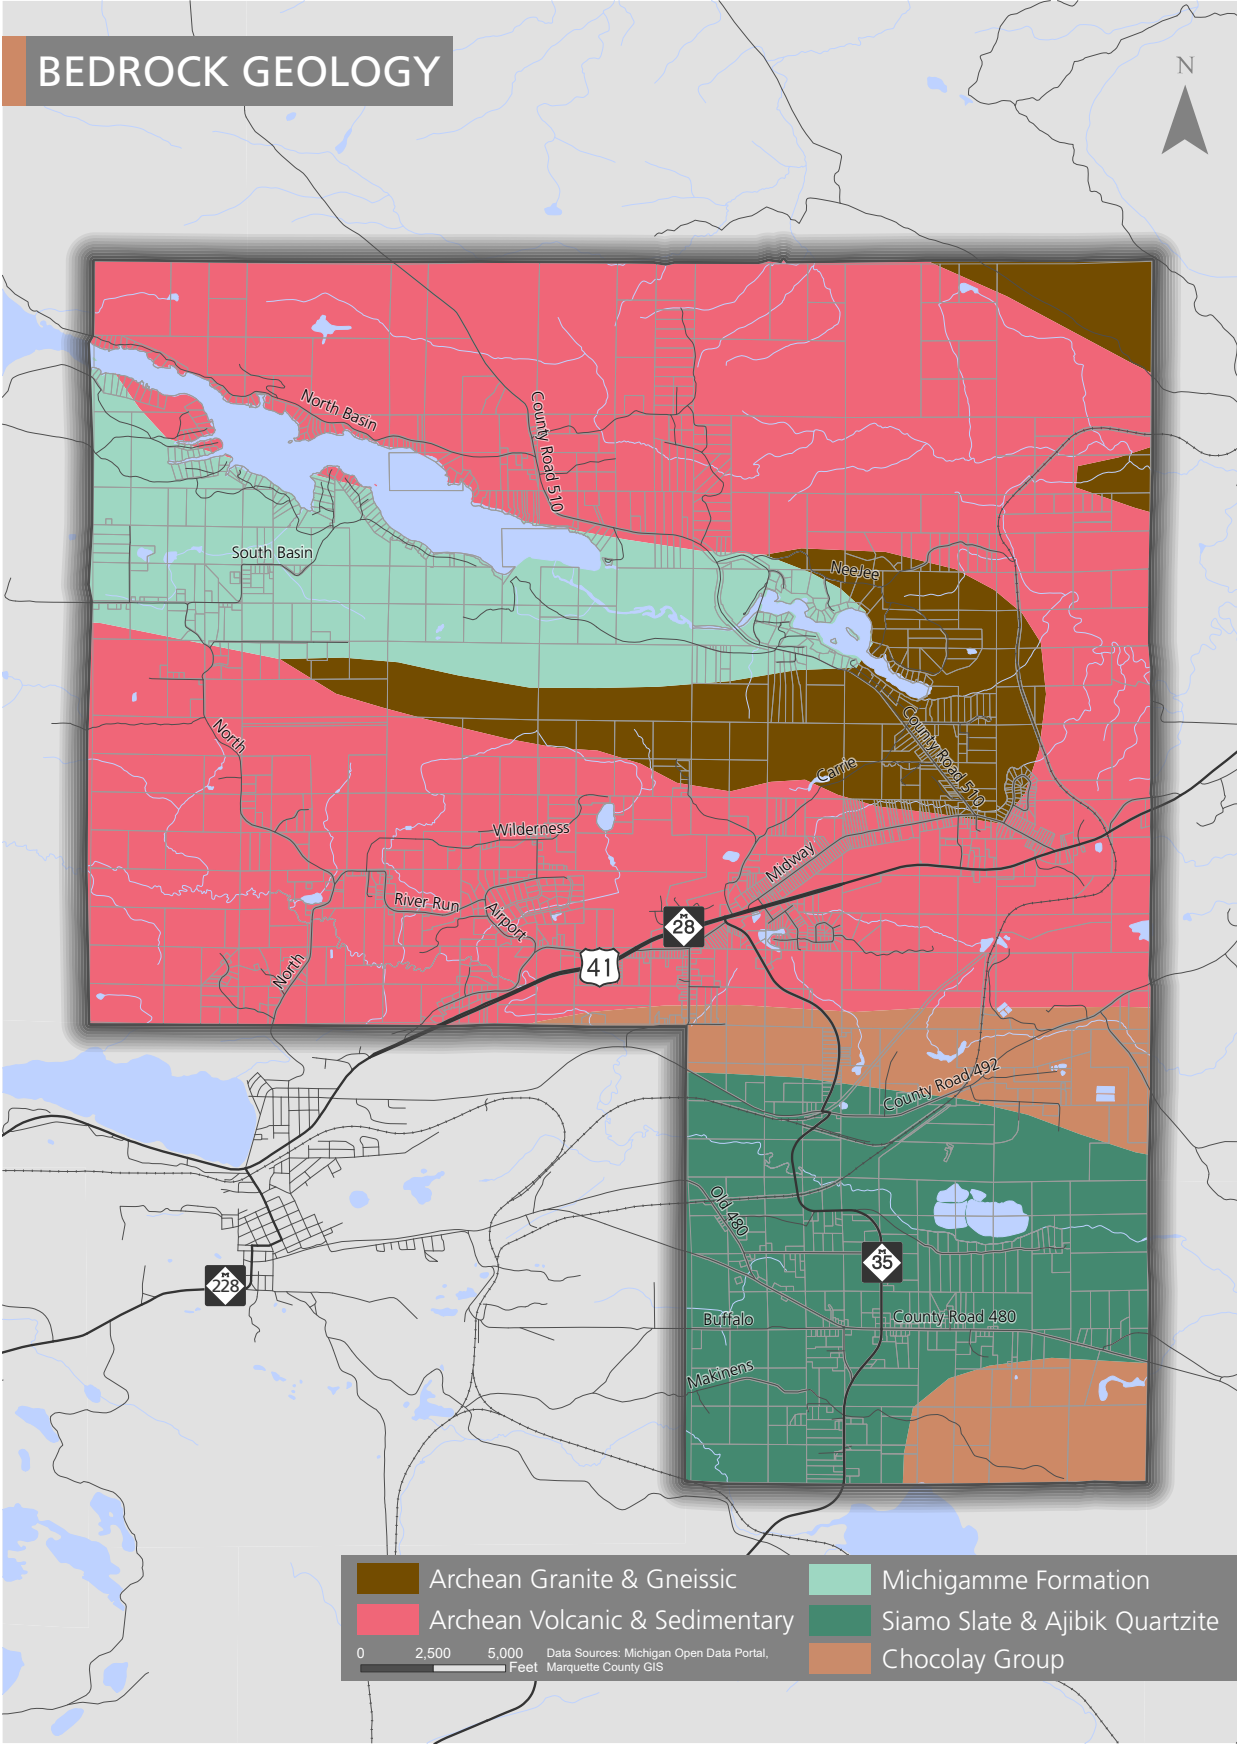 BEDROCK GEOLOGY
N
North Basin
County Road 510
South Basin
NeeJee
North
County Road 510
Carrie
Wilderness
Midway
River Run
Airport
M
28
41
North
County Road 492
Old 480
M
35
M
228
Buffalo
County Road 480
Makinens
Archean Granite & Gneissic
Michigamme Formation
Archean Volcanic & Sedimentary
Siamo Slate & Ajibik Quartzite
Chocolay Group
0 2,500 5,000
Feet
Data Sources: Michigan Open Data Portal,
Marquette County GIS